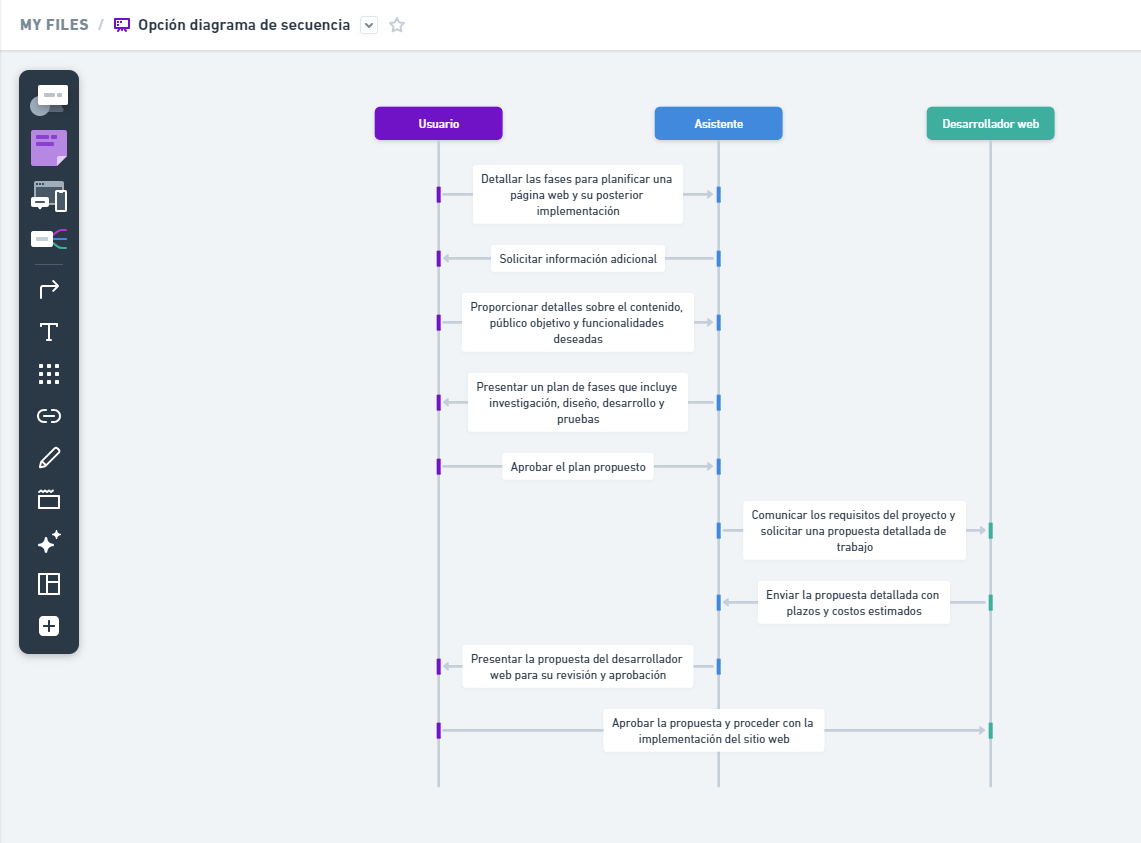 MY FILES / Opción diagrama de secuencia
Usuario
Asistente
Desarrollador web
Detallar las fases para planificar una
página web y su posterior
implementación
Solicitar información adicional
Proporcionar detalles sobre el contenido,
público objetivo y funcionalidades
deseadas
Presentar un plan de fases que incluye
investigación, diseño, desarrollo y
pruebas
Aprobar el plan propuesto
Comunicar los requisitos del proyecto y
solicitar una propuesta detallada de
trabajo
Enviar la propuesta detallada con
plazos y costos estimados
Presentar la propuesta del desarrollador
web para su revisión y aprobación
Aprobar la propuesta y proceder con la
implementación del sitio web